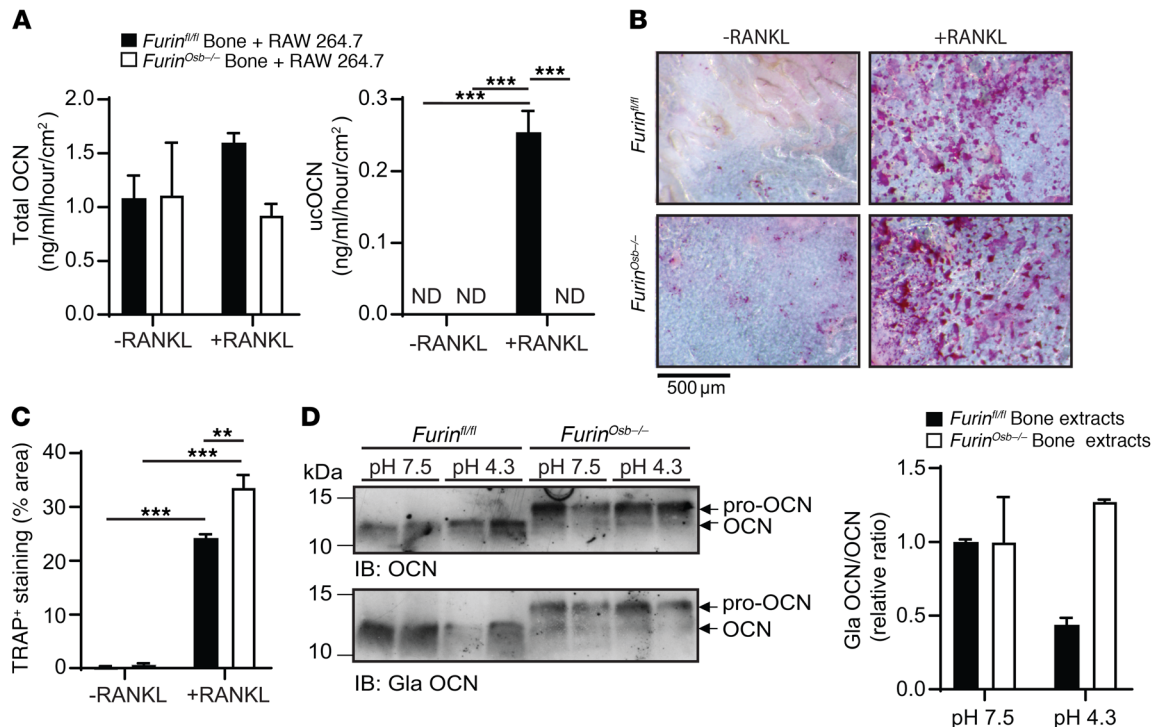 A
Furin^fl/fl Bone + RAW 264.7
Furin^Osb–/– Bone + RAW 264.7
Total OCN
(ng/ml/hour/cm²)
2.0
1.5
1.0
0.5
0.0
-RANKL +RANKL
ucOCN
(ng/ml/hour/cm²)
0.3
0.2
0.1
0.0
***
***
***
ND ND ND
-RANKL +RANKL
B
-RANKL +RANKL
Furin^fl/fl
Furin^Osb–/–
500 µm
C
TRAP⁺ staining (% area)
40
30
20
10
0
**
***
***
-RANKL +RANKL
D
Furin^fl/fl Furin^Osb–/–
pH 7.5 pH 4.3 pH 7.5 pH 4.3
kDa
15
10
pro-OCN
OCN
IB: OCN
15
10
pro-OCN
OCN
IB: Gla OCN
Furin^fl/fl Bone extracts
Furin^Osb–/– Bone extracts
Gla OCN/OCN
(relative ratio)
1.5
1.0
0.5
0.0
pH 7.5 pH 4.3